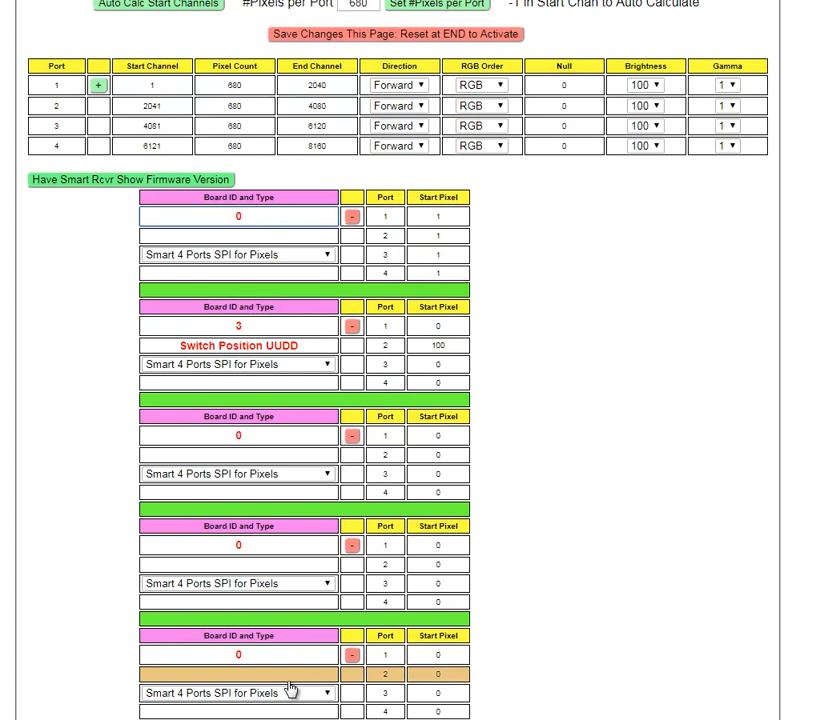 Auto Calc Start Channels #Pixels per Port 680 Set #Pixels per Port -1 in Start Chan to Auto Calculate
Save Changes This Page: Reset at END to Activate
Port Start Channel Pixel Count End Channel Direction RGB Order Null Brightness Gamma
1 + 1 680 2040 Forward RGB 0 100 1
2 2041 680 4080 Forward RGB 0 100 1
3 4081 680 6120 Forward RGB 0 100 1
4 6121 680 8160 Forward RGB 0 100 1
Have Smart Rcvr Show Firmware Version
Board ID and Type Port Start Pixel
0 - 1 1
2 1
Smart 4 Ports SPI for Pixels 3 1
4 1
Board ID and Type Port Start Pixel
3 - 1 0
Switch Position UUDD 2 100
Smart 4 Ports SPI for Pixels 3 0
4 0
Board ID and Type Port Start Pixel
0 - 1 0
2 0
Smart 4 Ports SPI for Pixels 3 0
4 0
Board ID and Type Port Start Pixel
0 - 1 0
2 0
Smart 4 Ports SPI for Pixels 3 0
4 0
Board ID and Type Port Start Pixel
0 - 1 0
2 0
Smart 4 Ports SPI for Pixels 3 0
4 0